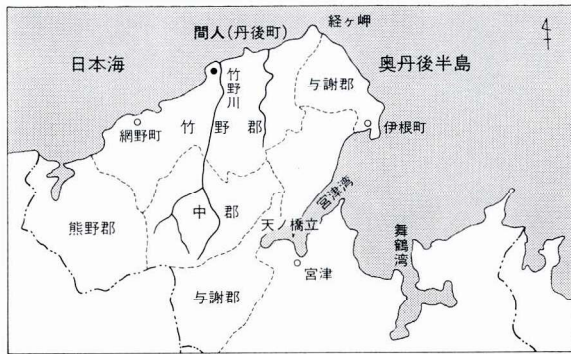 経ヶ岬
間人(丹後町)
日本海
奥丹後半島
竹野川
与謝郡
網野町
竹野郡
伊根町
宮津湾
中郡
熊野郡
天ノ橋立
舞鶴湾
宮津
与謝郡